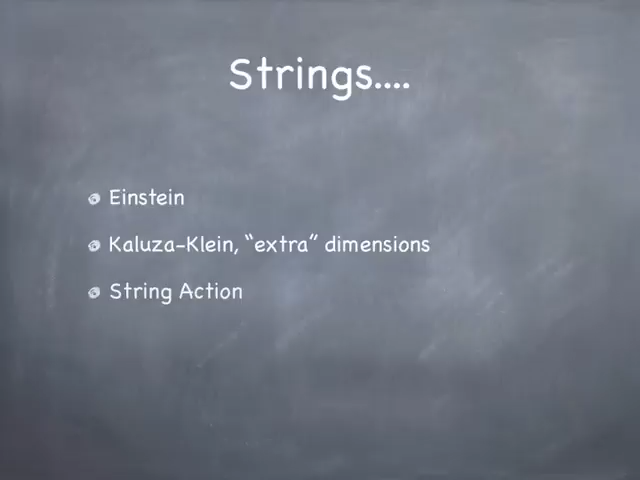 Strings....
Einstein
Kaluza-Klein, “extra” dimensions
String Action